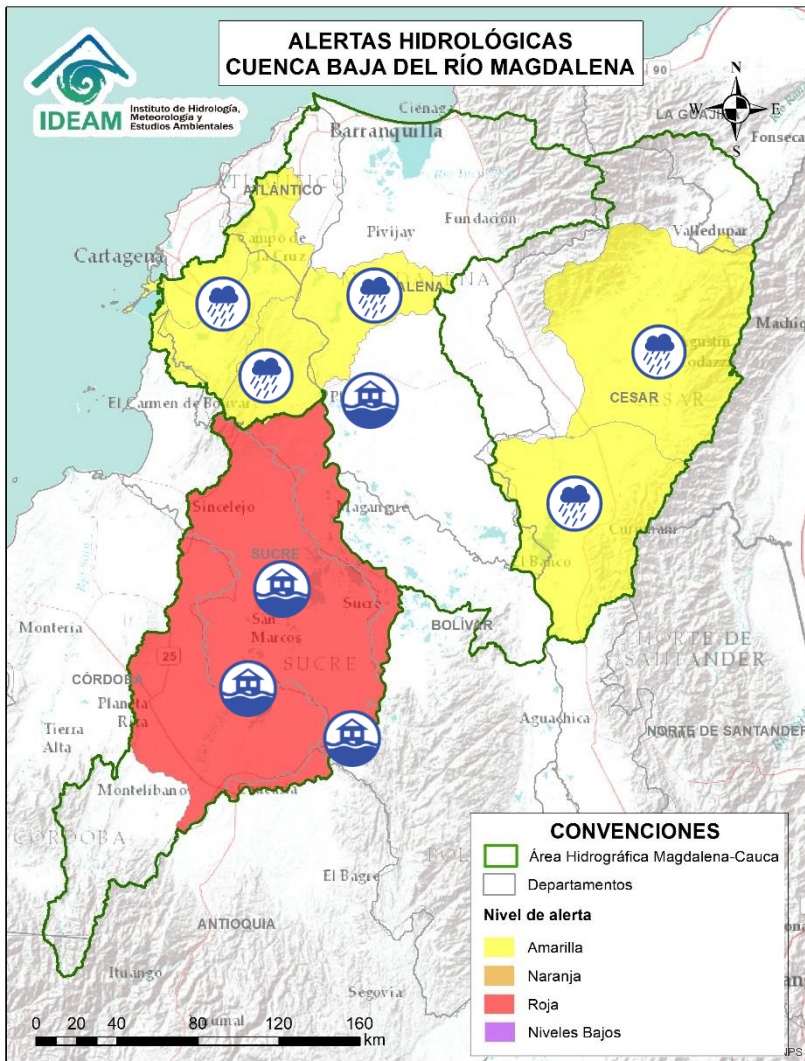 ALERTAS HIDROLÓGICAS
CUENCA BAJA DEL RÍO MAGDALENA
IDEAM
Instituto de Hidrología,
Meteorología y
Estudios Ambientales
N
W
E
S
90
Ciénaga
LA GUAJIRA
Barranquilla
Fonseca
ATLÁNTICO
Pivijay
Fundación
Valledupar
Campo de
la Cruz
Cartagena
El Carmen de Bolívar
CESAR
Sincelejo
Magangué
SUCRE
Curumaní
El Banco
Sucre
San
Marcos
SUCRE
BOLÍVAR
Montería
25
CÓRDOBA
Planeta
Rica
NORTE DE
SANTANDER
Tierra
Alta
Aguachica
NORTE DE SANTANDER
Montelíbano
Caucasia
CÓRDOBA
El Bagre
ANTIOQUIA
Ituango
Segovia
0 20 40 80 120 160
km
CONVENCIONES
Área Hidrográfica Magdalena-Cauca
Departamentos
Nivel de alerta
Amarilla
Naranja
Roja
Niveles Bajos